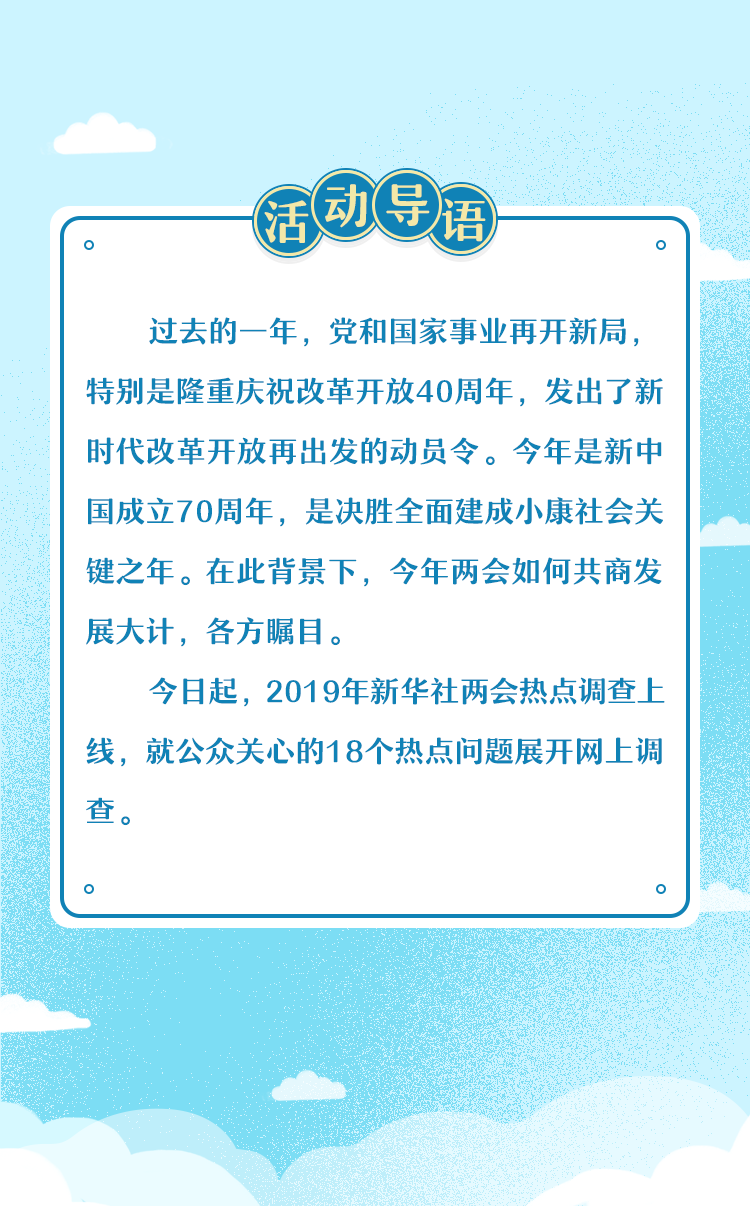 活动导语
过去的一年，党和国家事业再开新局，
特别是隆重庆祝改革开放40周年，发出了新
时代改革开放再出发的动员令。今年是新中
国成立70周年，是决胜全面建成小康社会关
键之年。在此背景下，今年两会如何共商发
展大计，各方瞩目。
今日起，2019年新华社两会热点调查上
线，就公众关心的18个热点问题展开网上调
查。